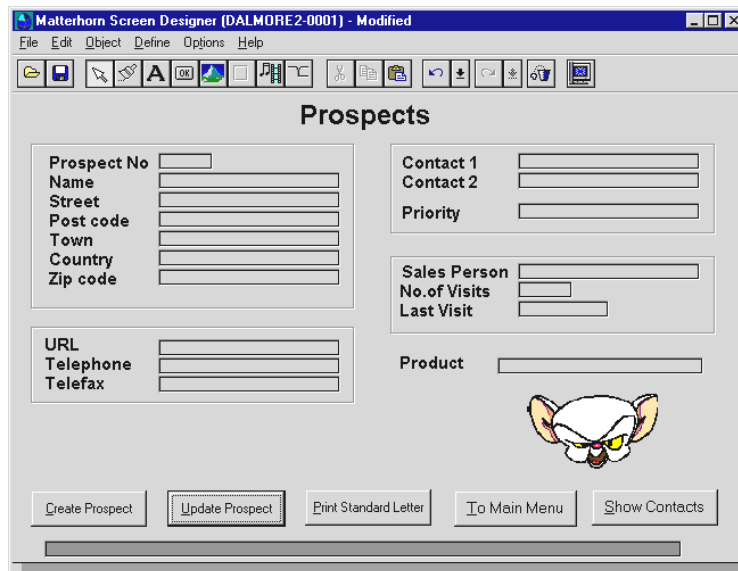 Matterhorn Screen Designer (DALMORE2-0001) - Modified
File Edit Object Define Options Help
A OK
Prospects
Prospect No
Name
Street
Post code
Town
Country
Zip code
Contact 1
Contact 2
Priority
Sales Person
No.of Visits
Last Visit
URL
Telephone
Telefax
Product
Create Prospect Update Prospect Print Standard Letter To Main Menu Show Contacts